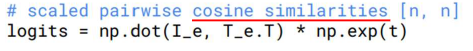 # scaled pairwise cosine similarities [n, n]
logits = np.dot(I_e, T_e.T) * np.exp(t)